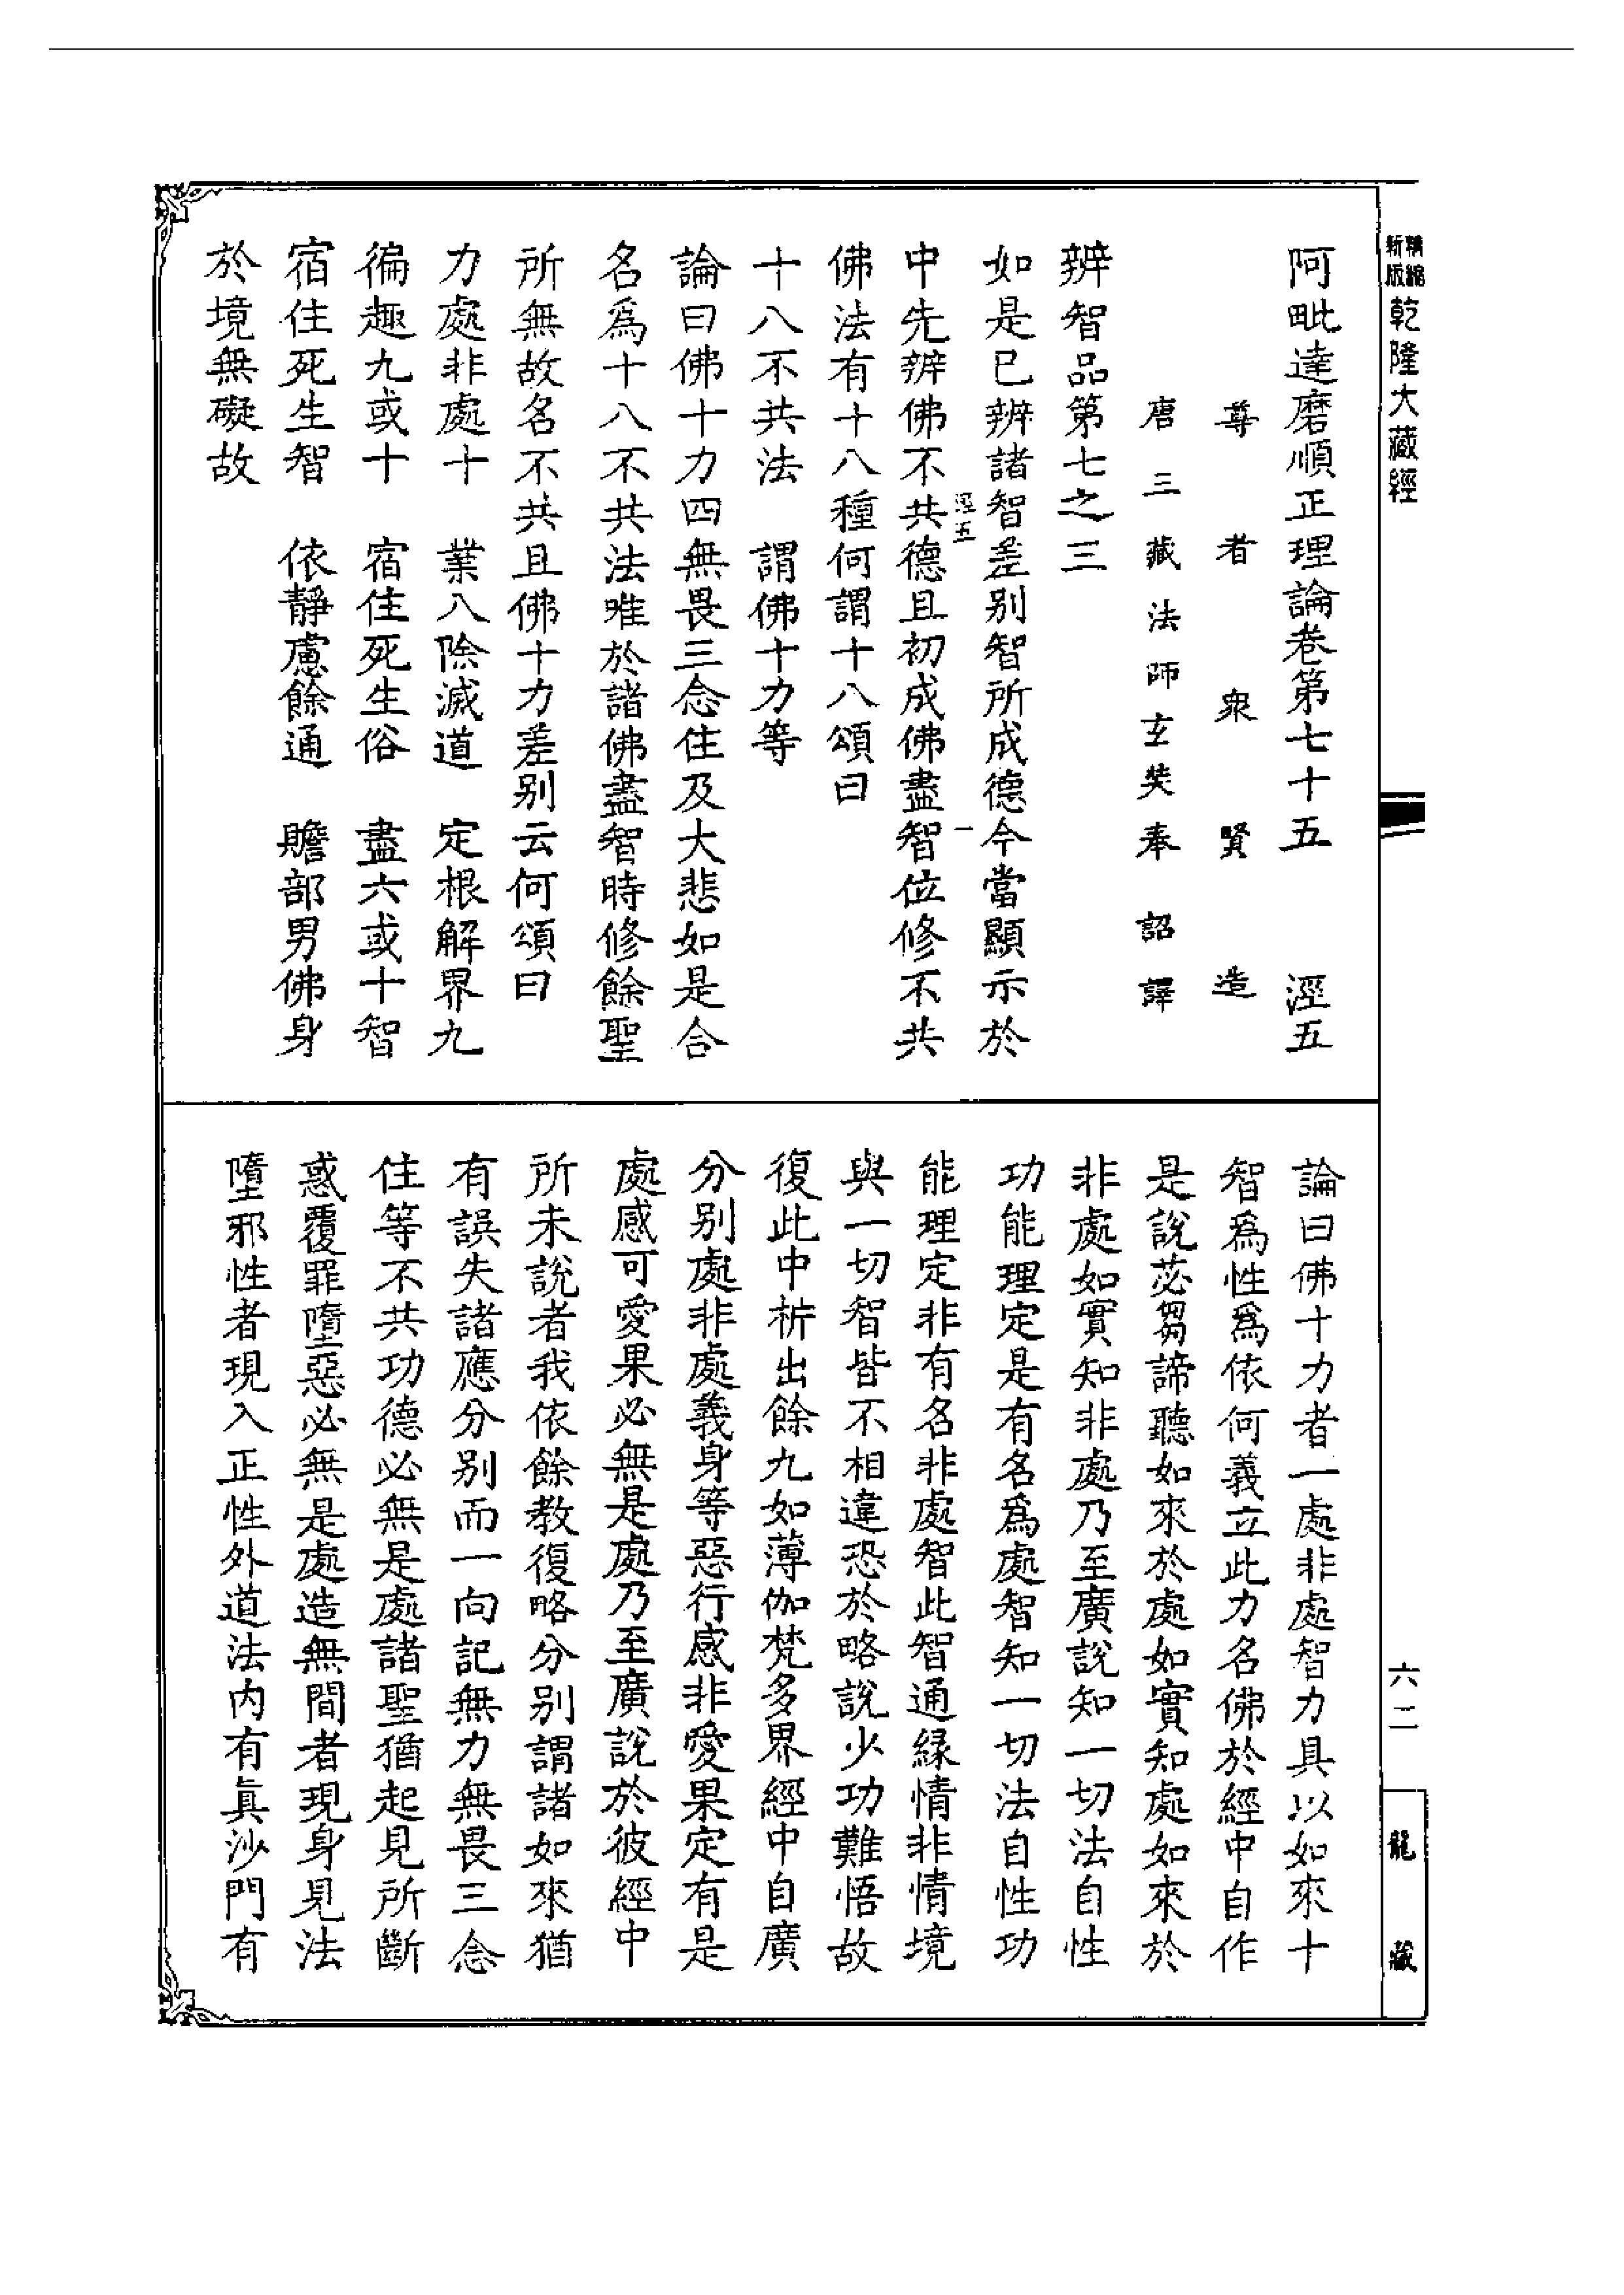 精縮新版乾隆大藏經
阿毗達磨順正理論卷第七十五 涇五
尊者衆賢造
唐三藏法師玄奘奉詔譯
辯智品第七之三
如是已辯諸智差別智所成德今當顯示於
涇五 一
中先辯佛不共德且初成佛盡智位修不共
佛法有十八種何謂十八頌曰
十八不共法 謂佛十力等
論曰佛十力四無畏三念住及大悲如是合
名爲十八不共法唯於諸佛盡智時修餘聖
所無故名不共且佛十力差別云何頌曰
力處非處十 業八除滅道 定根解界九
徧趣九或十 宿住死生俗 盡六或十智
宿住死生智 依靜慮餘通 贍部男佛身
於境無礙故
論曰佛十力者一處非處智力具以如來十
智爲性爲依何義立此力名佛於經中自作
是說苾芻諦聽如來於處如實知處如來於
非處如實知非處乃至廣說知一切法自性
功能理定是有名爲處智知一切法自性功
能理定非有名非處智此智通緣情非情境
與一切智皆不相違恐於略說少功難悟故
復此中析出餘九如薄伽梵多界經中自廣
分別處非處義身等惡行感非愛果定有是
處感可愛果必無是處乃至廣說於彼經中
所未說者我依餘教復略分別謂諸如來猶
有誤失諸應分別而一向記無力無畏三念
住等不共功德必無是處諸聖猶起見所斷
惑覆罪墮惡必無是處造無間者現身見法
墮邪性者現入正性外道法內有眞沙門有
六二
龍藏